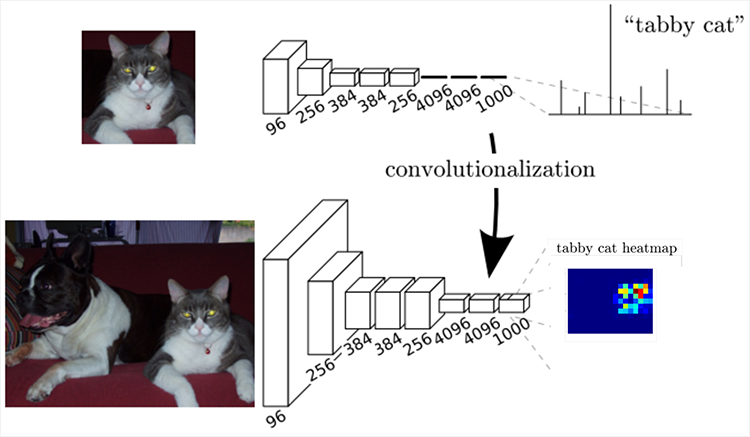 “tabby cat”
96 256 384 384 256 4096 4096 1000
convolutionalization
tabby cat heatmap
96 256 384 384 256 4096 4096 1000